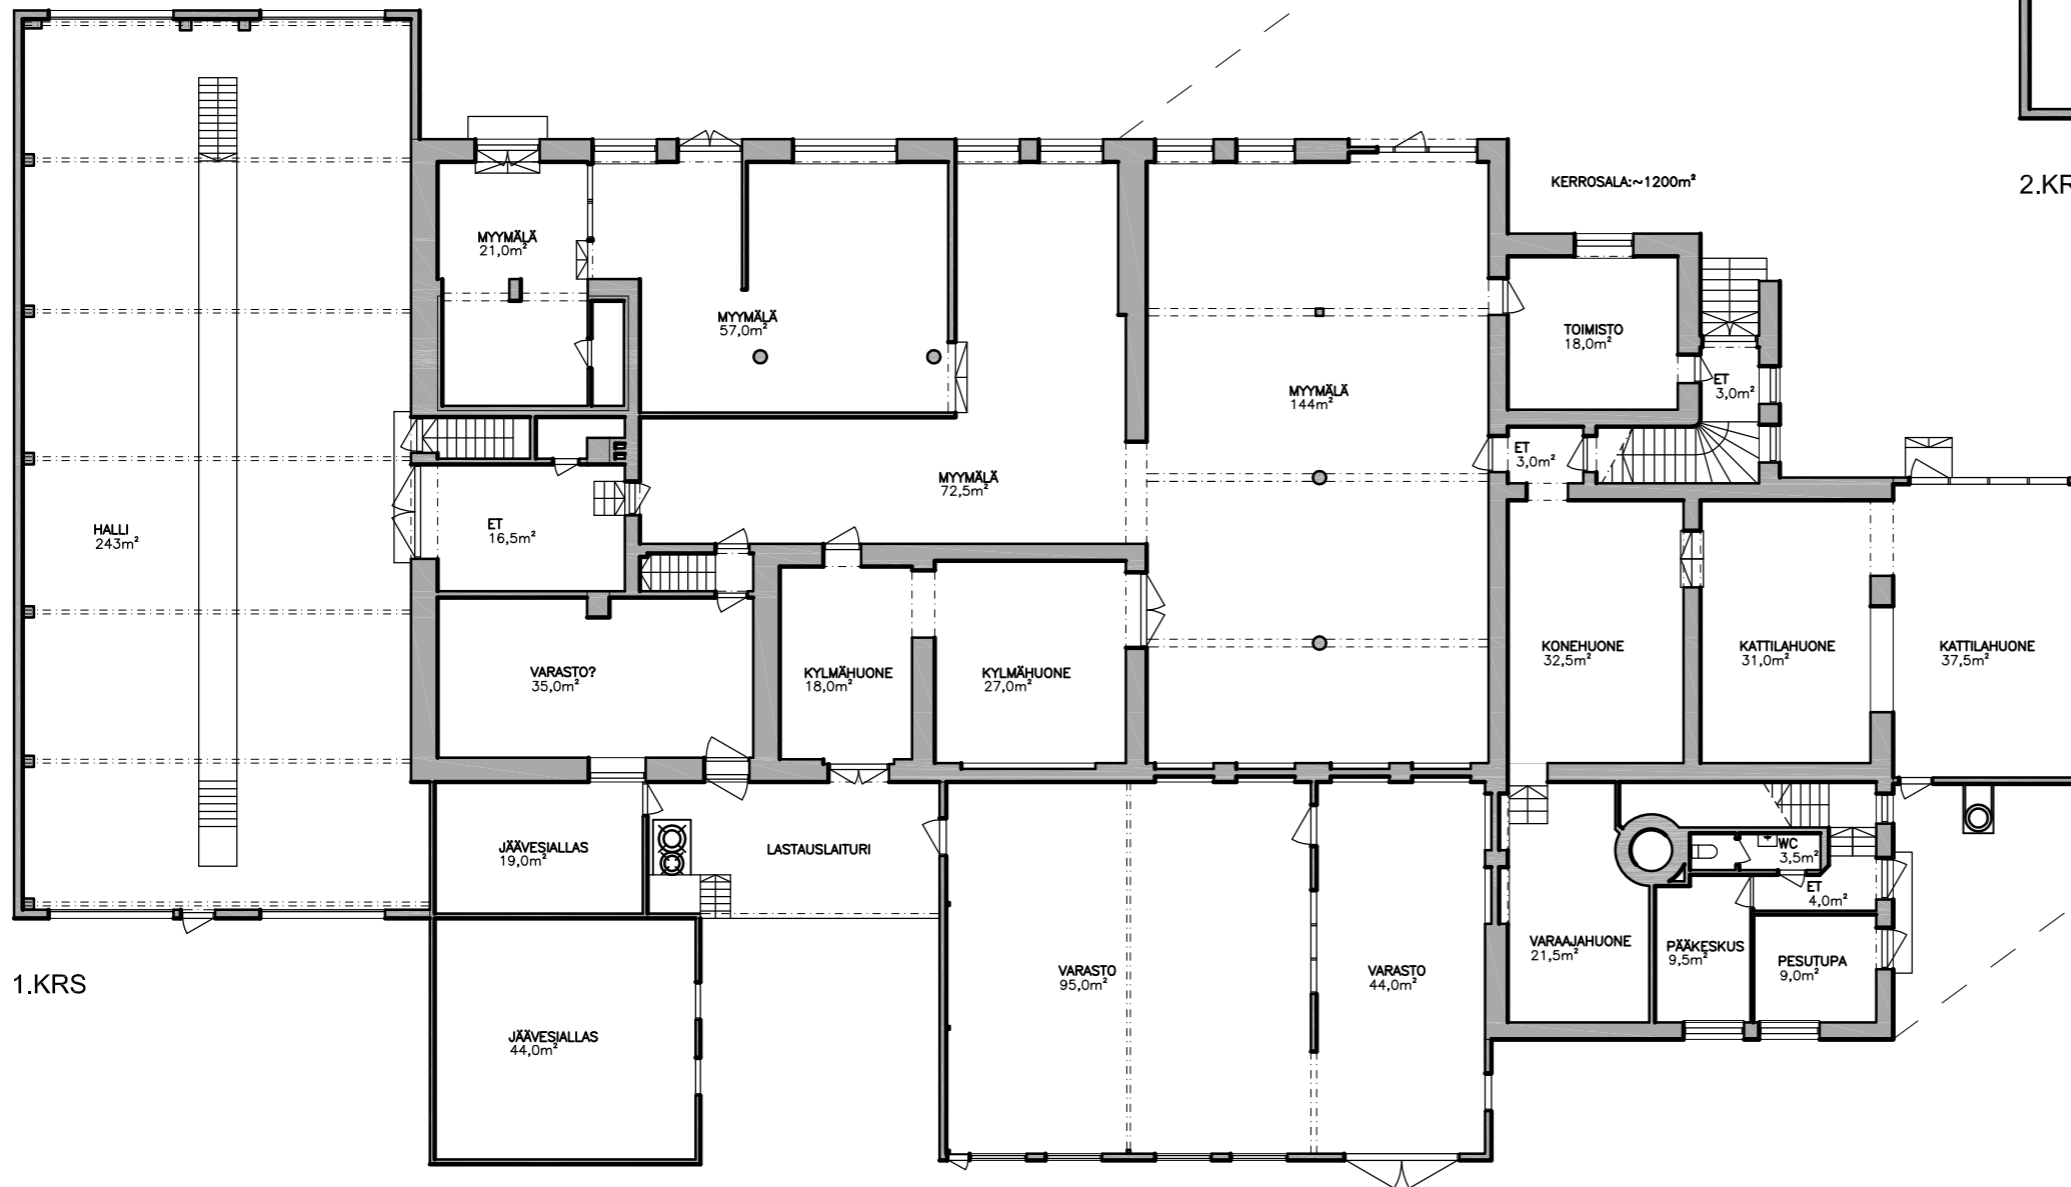 KERROSALA:~1200m²
2.KR
MYYMÄLÄ
21,0m²
MYYMÄLÄ
57,0m²
TOIMISTO
18,0m²
ET
3,0m²
MYYMÄLÄ
144m²
ET
3,0m²
MYYMÄLÄ
72,5m²
HALLI
243m²
ET
16,5m²
VARASTO?
35,0m²
KYLMÄHUONE
18,0m²
KYLMÄHUONE
27,0m²
KONEHUONE
32,5m²
KATTILAHUONE
31,0m²
KATTILAHUONE
37,5m²
JÄÄVESIALLAS
19,0m²
LASTAUSLAITURI
WC
3,5m²
ET
4,0m²
VARAAJAHUONE
21,5m²
PÄÄKESKUS
9,5m²
PESUTUPA
9,0m²
VARASTO
95,0m²
VARASTO
44,0m²
1.KRS
JÄÄVESIALLAS
44,0m²